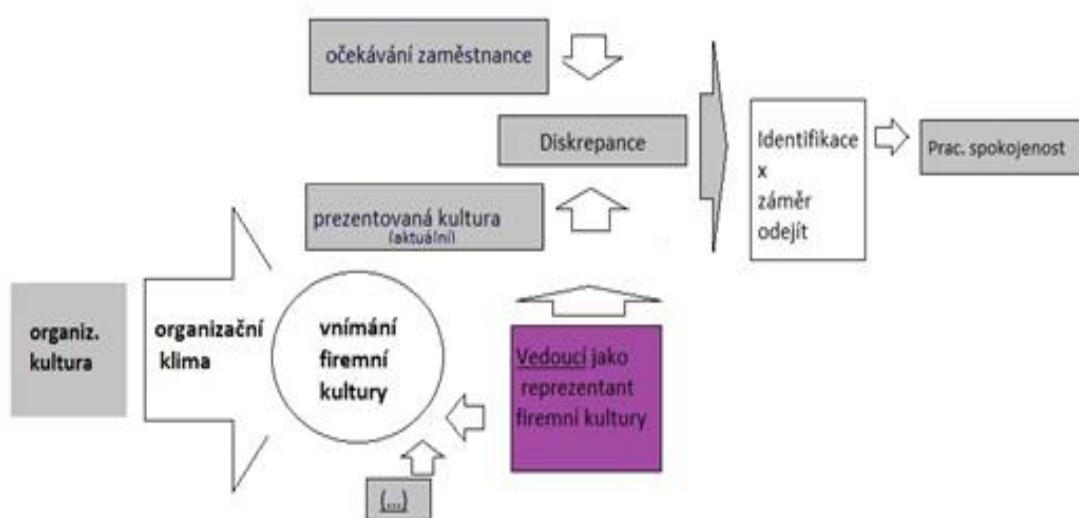 očekávání zaměstnance
Diskrepance
Identifikace
x
záměr
odejít
Prac. spokojenost
prezentovaná kultura
(aktuální)
organiz.
kultura
organizační
klima
vnímání
firemní
kultury
Vedoucí jako
reprezentant
firemní kultury
(...)